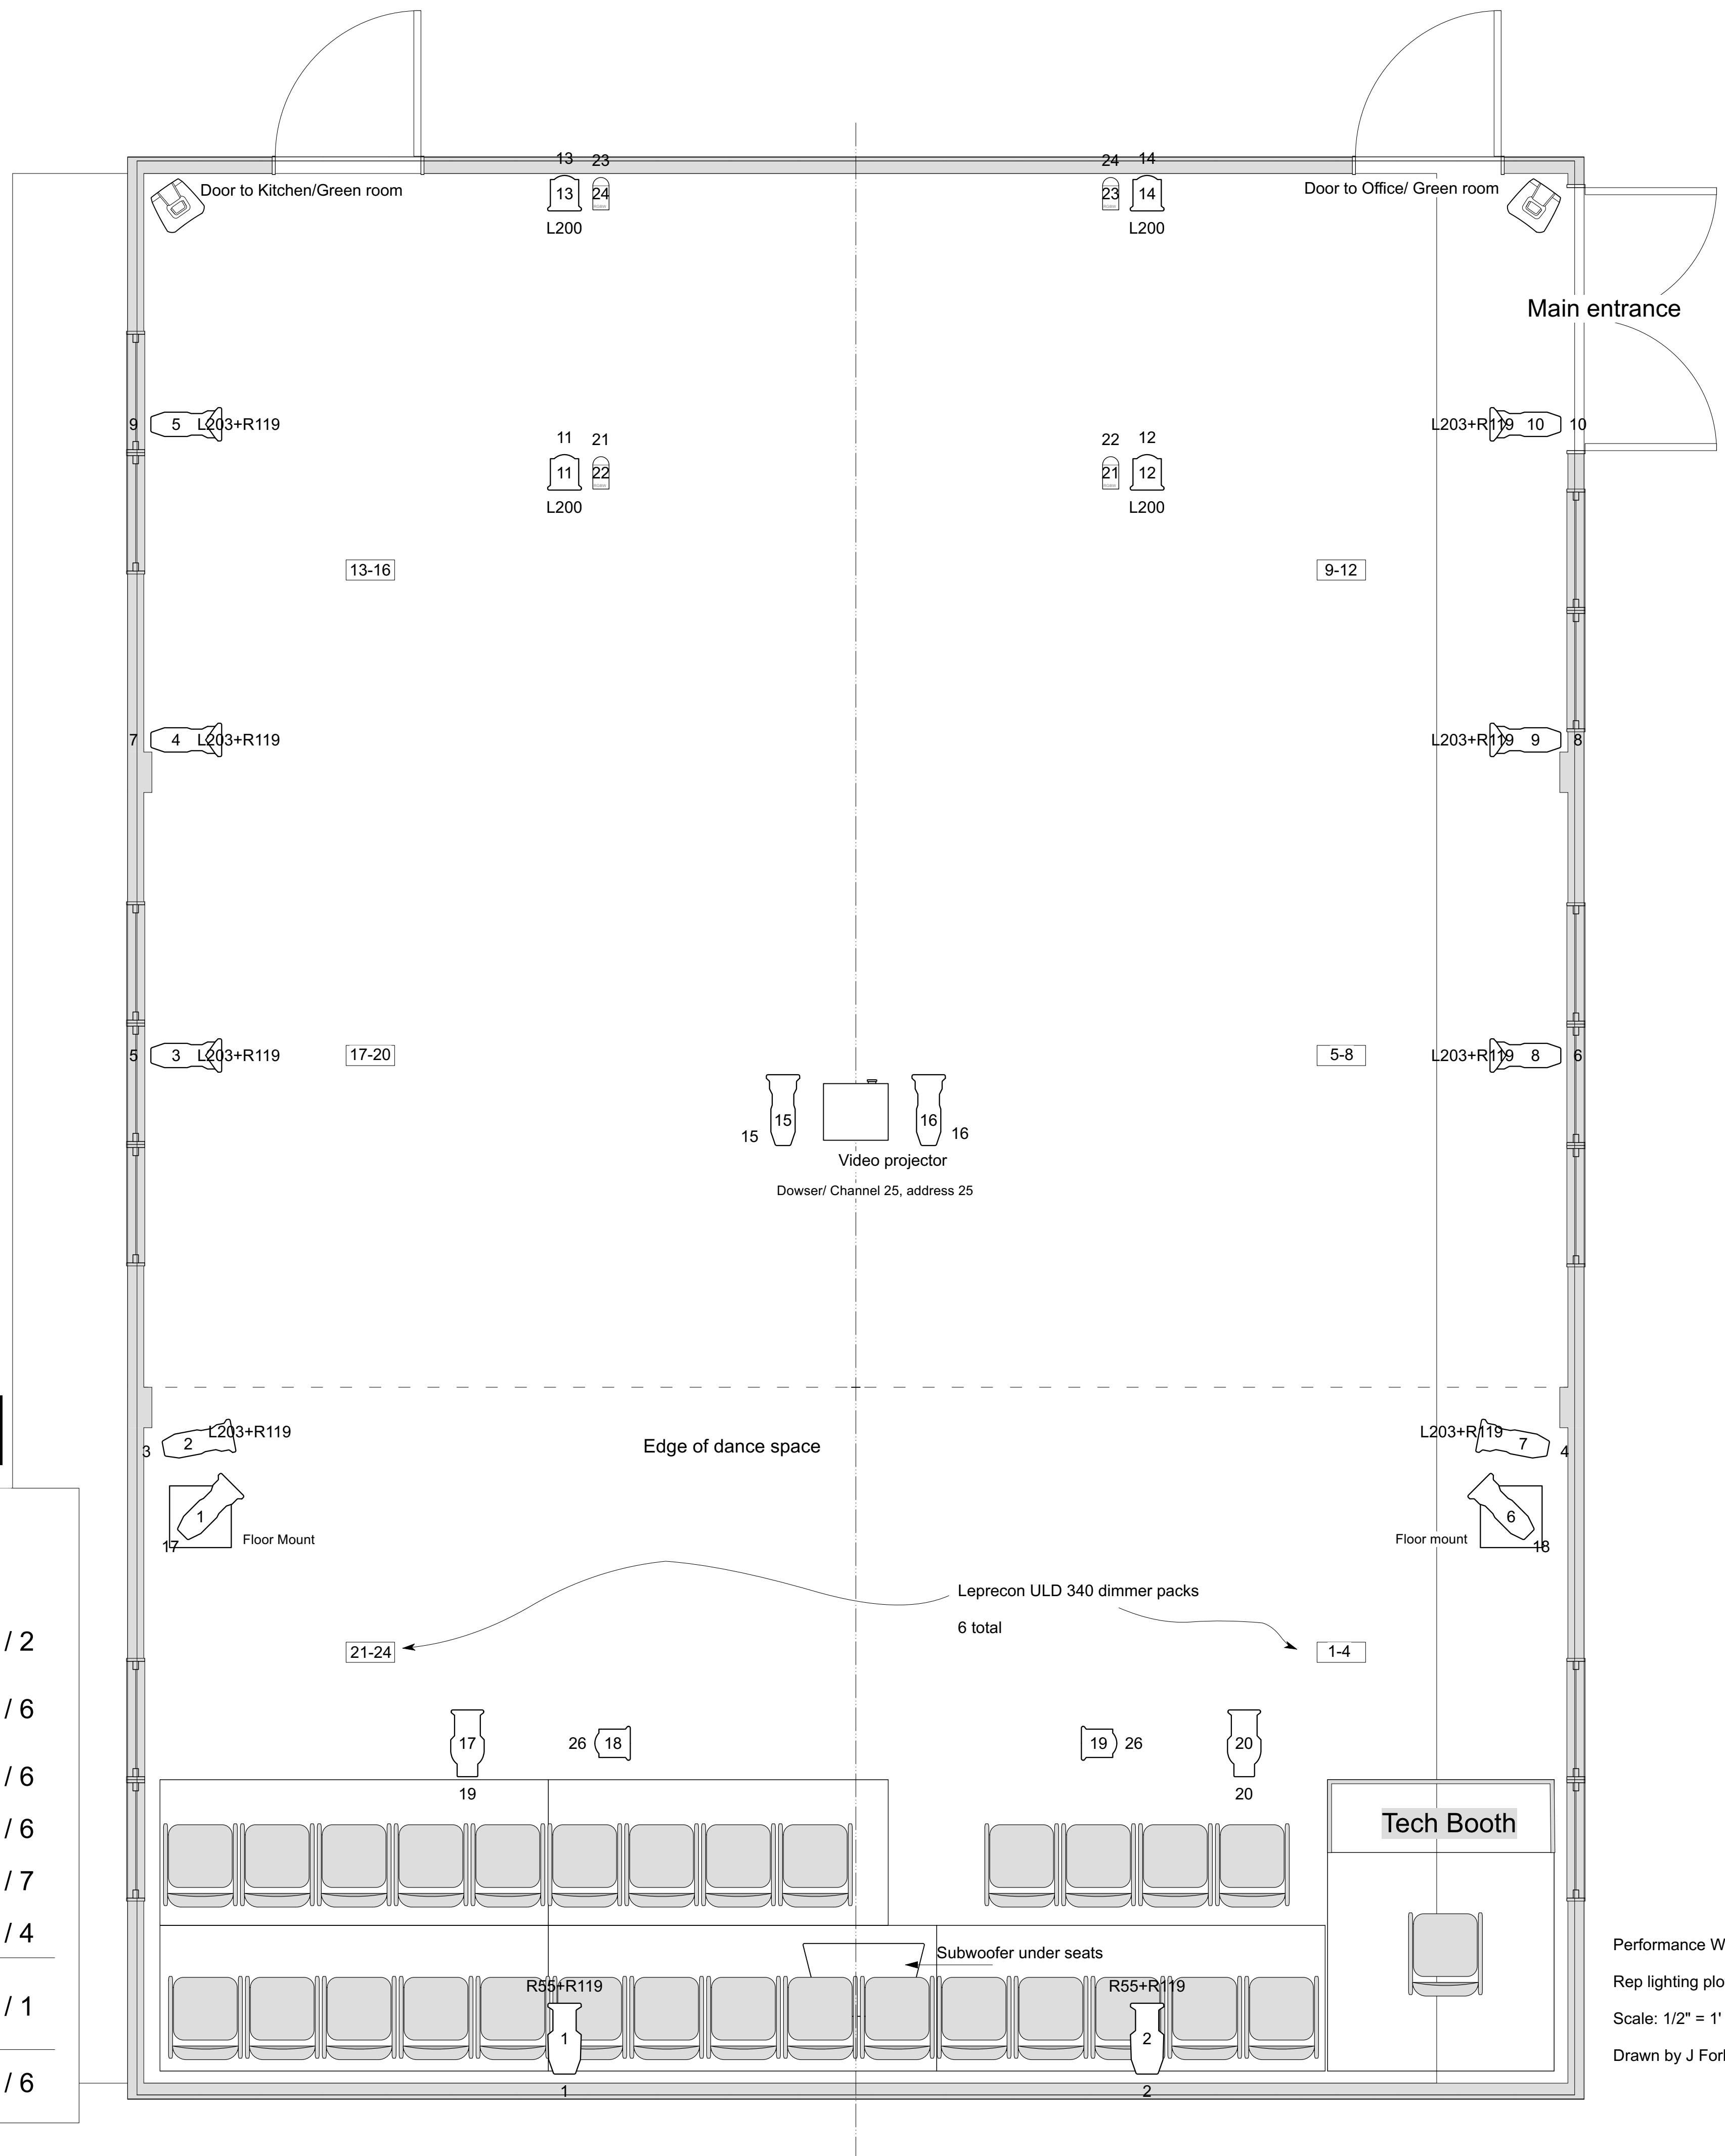 13 23 24 14
Door to Kitchen/Green room
Door to Office/ Green room
13 24 23 14
L200 L200
Main entrance
9 5 L203+R119
L203+R119 10 10
11 21 22 12
11 22 21 12
L200 L200
13-16 9-12
7 4 L203+R119
L203+R119 9 8
5 3 L203+R119
17-20 5-8
L203+R119 8 6
15 15 16 16
Video projector
Dowser/ Channel 25, address 25
3 2 L203+R119
Edge of dance space
L203+R119 7 4
1
17
Floor Mount
6
Floor mount
18
Leprecon ULD 340 dimmer packs
6 total
21-24 1-4
/ 2
/ 6
/ 6
/ 6
/ 7
/ 4
/ 1
/ 6
17 26 18 19 26 20
19 20
Tech Booth
Subwoofer under seats
R55+R119 R55+R119
1 2
1 2
Performance W
Rep lighting plo
Scale: 1/2" = 1'
Drawn by J For